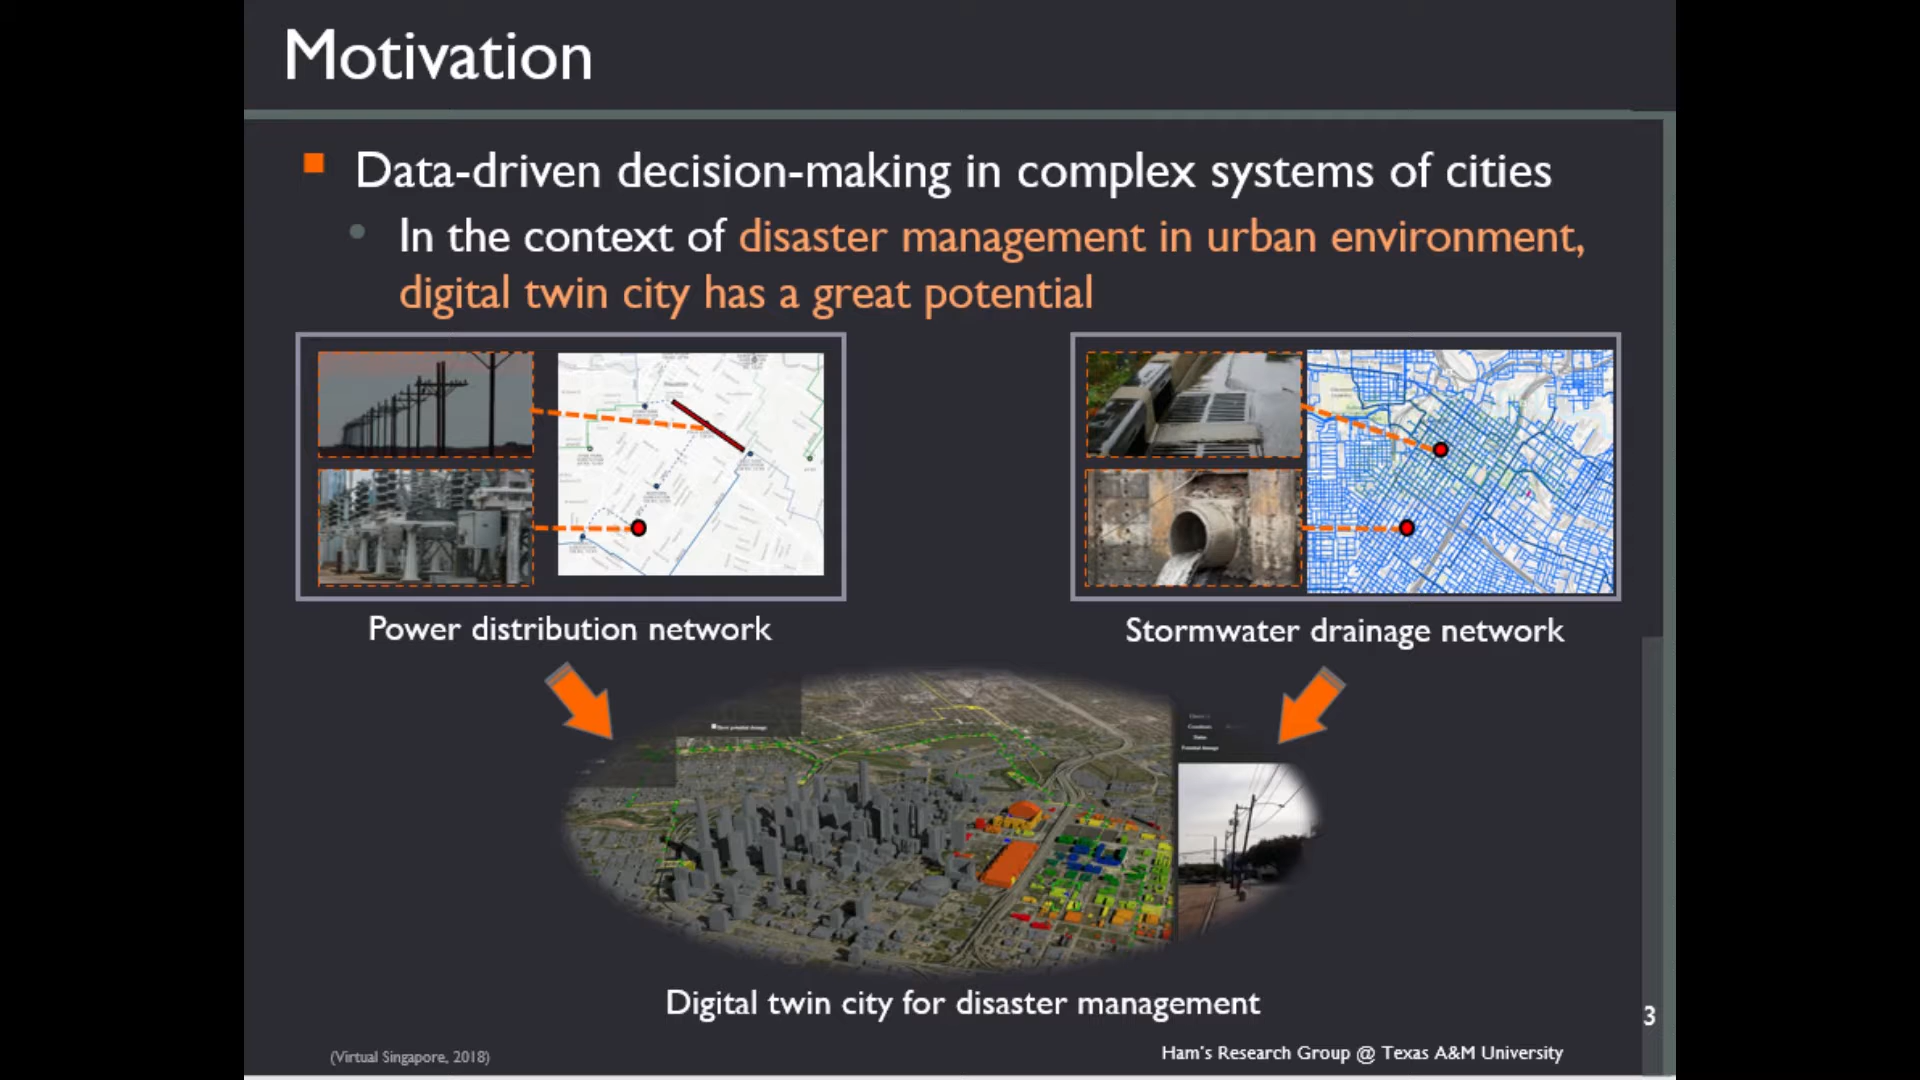 Motivation
Data-driven decision-making in complex systems of cities
In the context of disaster management in urban environment,
digital twin city has a great potential
Power distribution network
Stormwater drainage network
Digital twin city for disaster management
3
(Virtual Singapore, 2018)
Ham's Research Group @ Texas A&M University